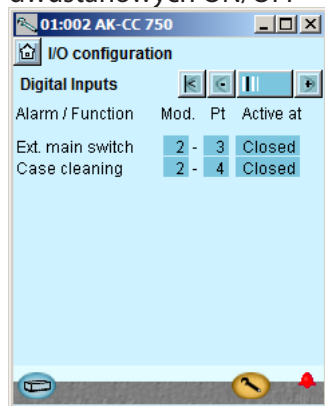 01:002 AK-CC 750
I/O configuration
Digital Inputs
Alarm / Function Mod. Pt Active at
Ext. main switch 2 - 3 Closed
Case cleaning 2 - 4 Closed